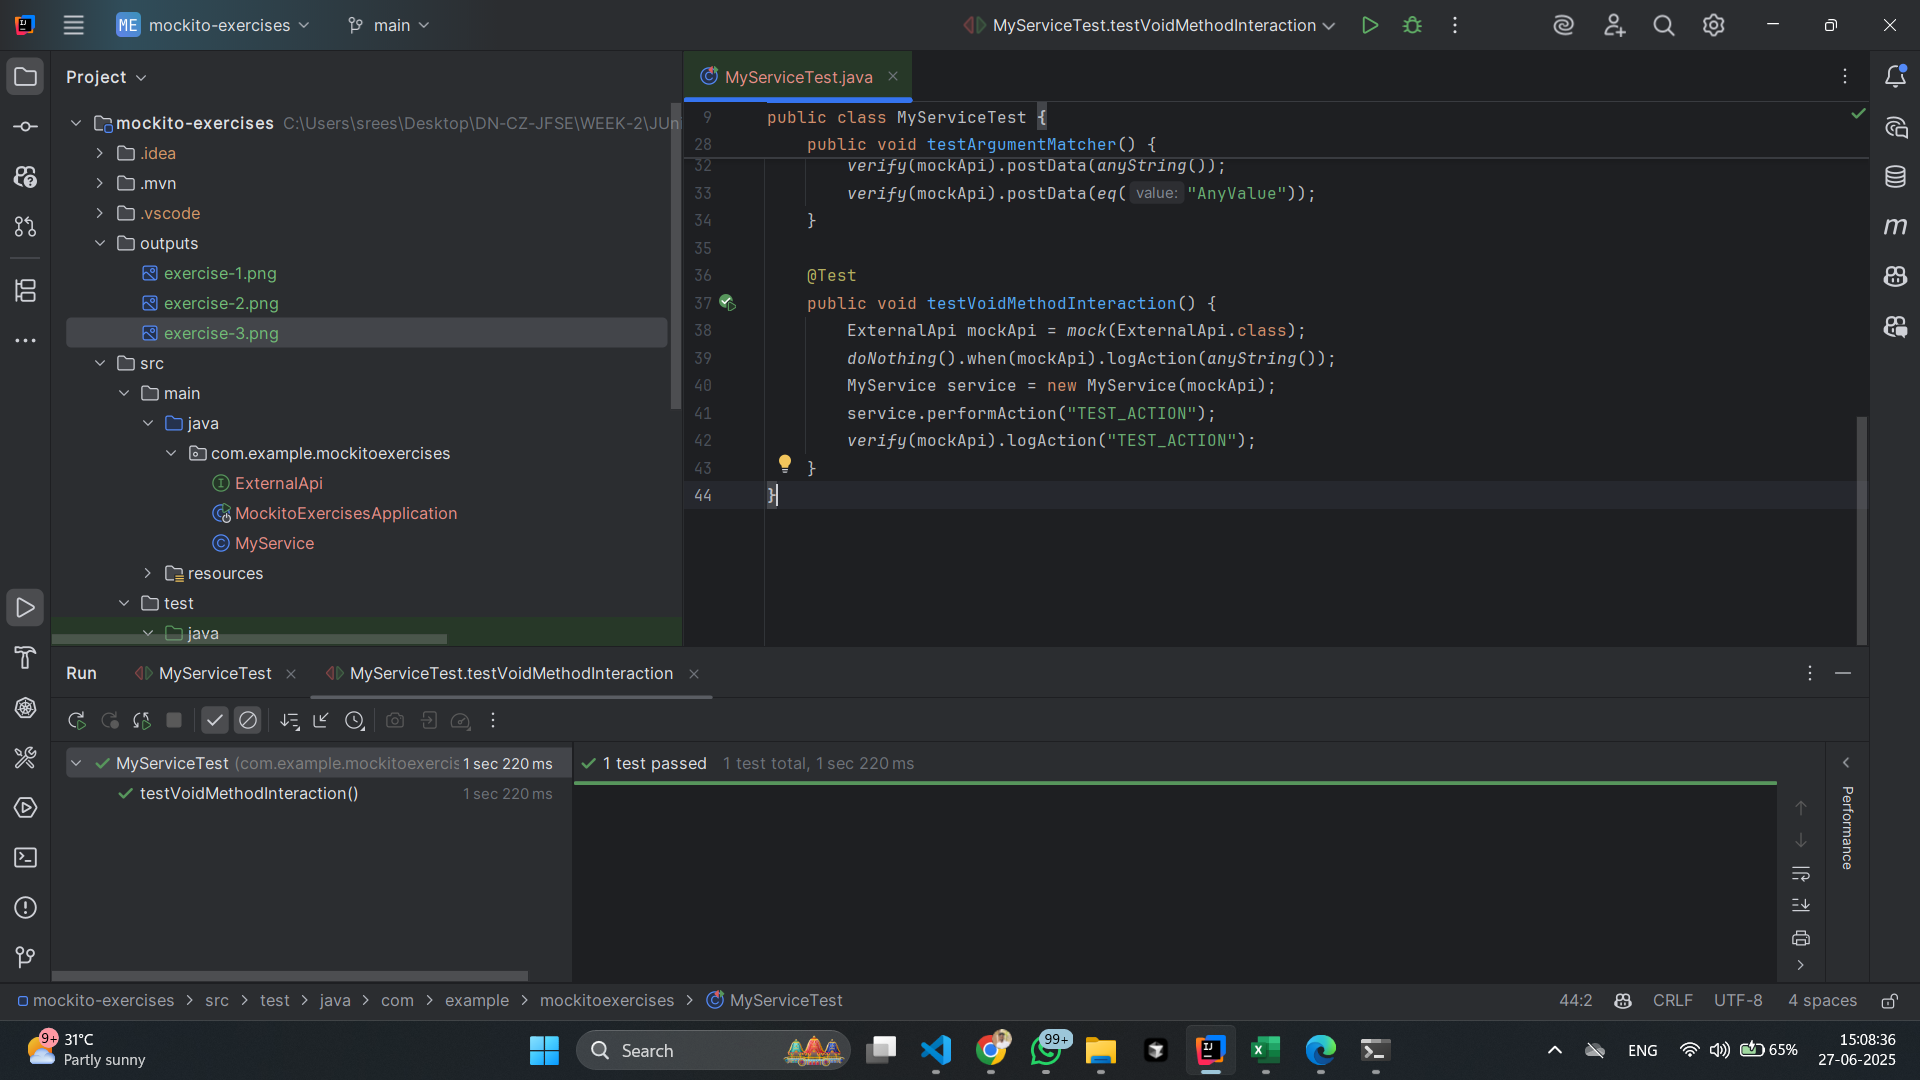 ME mockito-exercises main MyServiceTest.testVoidMethodInteraction
Project
MyServiceTest.java
mockito-exercises C:\Users\srees\Desktop\DN-CZ-JFSE\WEEK-2\JUni
.idea
.mvn
.vscode
outputs
exercise-1.png
exercise-2.png
exercise-3.png
src
main
java
com.example.mockitoexercises
ExternalApi
MockitoExercisesApplication
MyService
resources
test
java
9 public class MyServiceTest {
28 public void testArgumentMatcher() {
32 verify(mockApi).postData(anyString());
33 verify(mockApi).postData(eq( value: "AnyValue"));
34 }
35
36 @Test
37 public void testVoidMethodInteraction() {
38 ExternalApi mockApi = mock(ExternalApi.class);
39 doNothing().when(mockApi).logAction(anyString());
40 MyService service = new MyService(mockApi);
41 service.performAction("TEST_ACTION");
42 verify(mockApi).logAction("TEST_ACTION");
43 }
44 }
Run MyServiceTest MyServiceTest.testVoidMethodInteraction
MyServiceTest (com.example.mockitoexercis 1 sec 220 ms
testVoidMethodInteraction() 1 sec 220 ms
1 test passed 1 test total, 1 sec 220 ms
Performance
mockito-exercises > src > test > java > com > example > mockitoexercises > MyServiceTest
44:2 CRLF UTF-8 4 spaces
9+ 31°C
Partly sunny
Search
99+
ENG
65%
15:08:36
27-06-2025